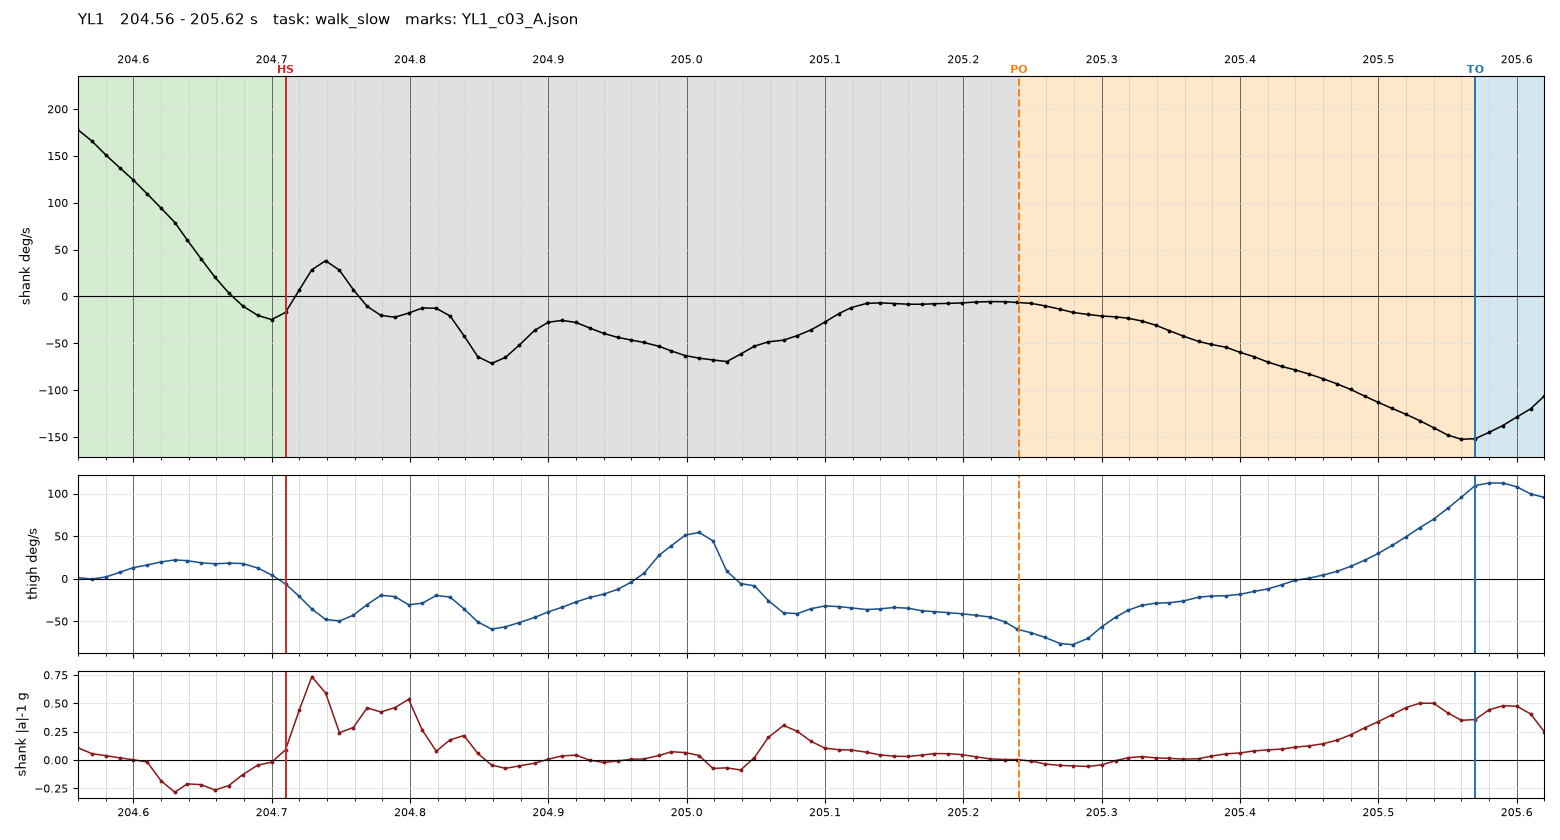 YL1 204.56 - 205.62 s task: walk_slow marks: YL1_c03_A.json
204.6 204.7 204.8 204.9 205.0 205.1 205.2 205.3 205.4 205.5 205.6
HS PO TO
200
150
100
50
0
−50
−100
−150
shank deg/s
100
50
0
−50
thigh deg/s
0.75
0.50
0.25
0.00
−0.25
shank |a|-1 g
204.6 204.7 204.8 204.9 205.0 205.1 205.2 205.3 205.4 205.5 205.6